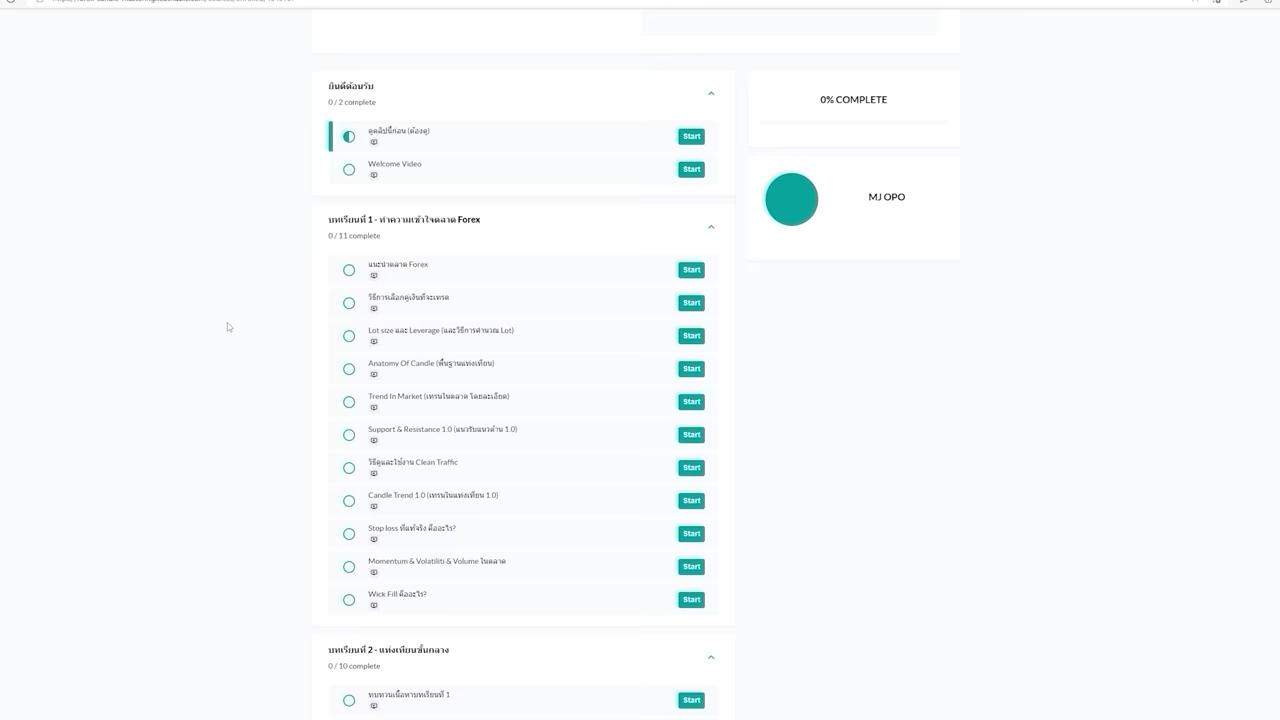 ยินดีต้อนรับ
0 / 2 complete
ดูคลิปนี้ก่อน (ต้องดู)
Start
Welcome Video
Start
0% COMPLETE
MJ OPO
บทเรียนที่ 1 - ทำความเข้าใจตลาด Forex
0 / 11 complete
แนะนำตลาด Forex
Start
วิธีการเลือกคู่เงินที่จะเทรด
Start
Lot size และ Leverage (และวิธีการคำนวณ Lot)
Start
Anatomy Of Candle (พื้นฐานแท่งเทียน)
Start
Trend In Market (เทรนในตลาด โดยละเอียด)
Start
Support & Resistance 1.0 (แนวรับแนวต้าน 1.0)
Start
วิธีดูและใช้งาน Clean Traffic
Start
Candle Trend 1.0 (เทรนในแท่งเทียน 1.0)
Start
Stop loss ที่แท้จริง คืออะไร?
Start
Momentum & Volatiliti & Volume ในตลาด
Start
Wick Fill คืออะไร?
Start
บทเรียนที่ 2 - แท่งเทียนขั้นกลาง
0 / 10 complete
ทบทวนเนื้อหาบทเรียนที่ 1
Start